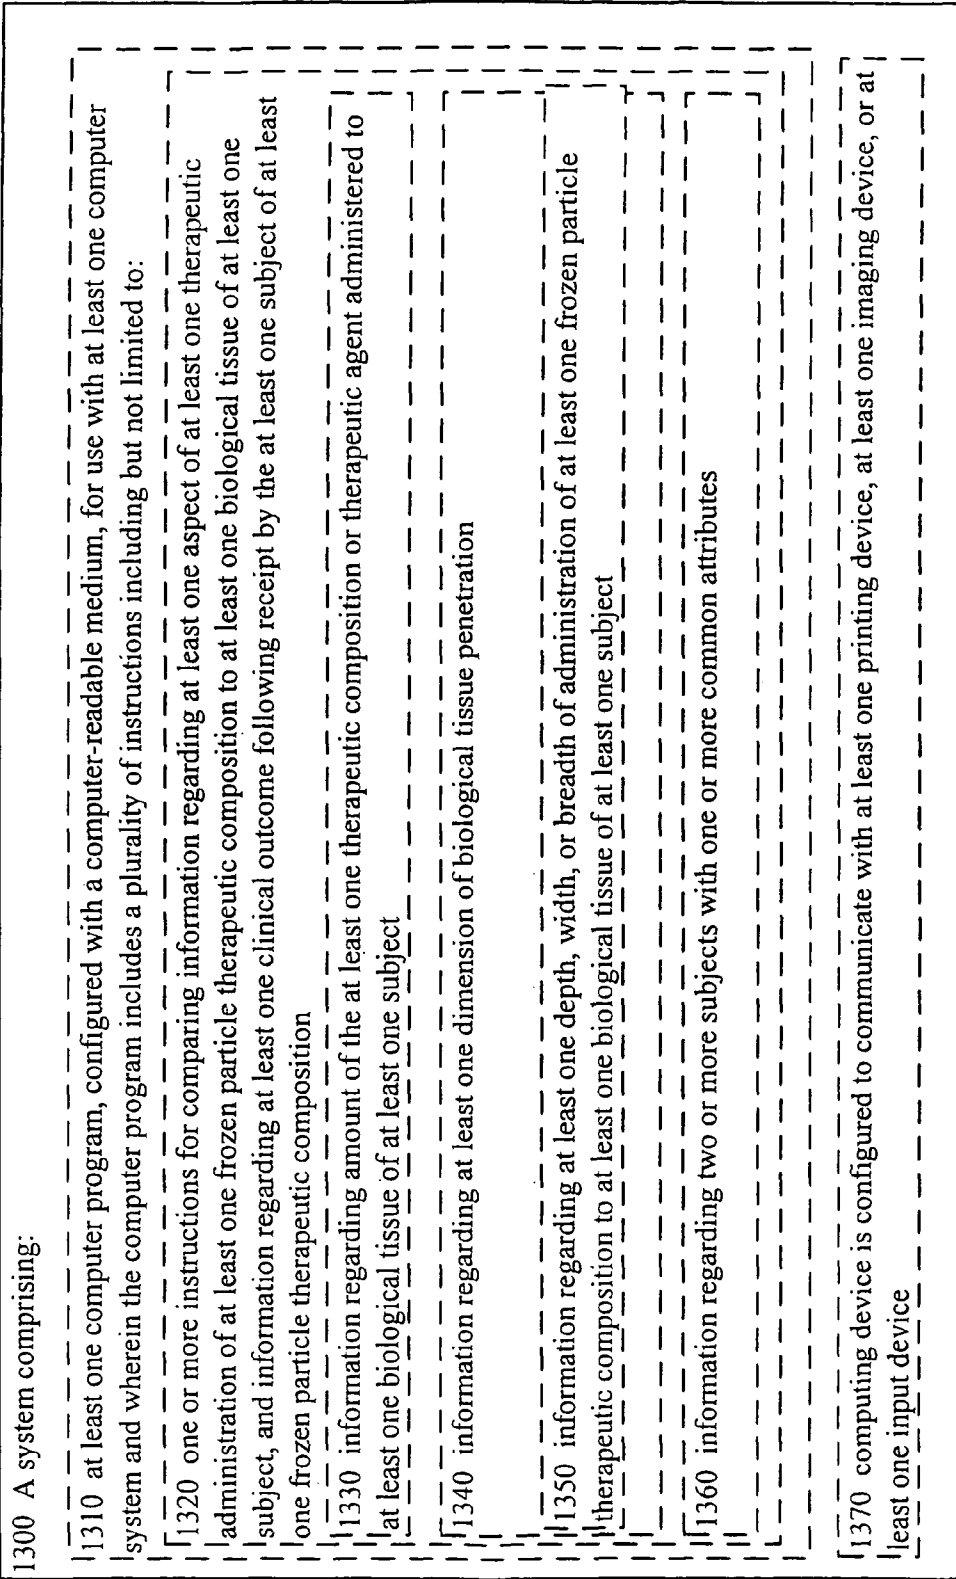 1300 A system comprising:
1310 at least one computer program, configured with a computer-readable medium, for use with at least one computer
system and wherein the computer program includes a plurality of instructions including but not limited to:
1320 one or more instructions for comparing information regarding at least one aspect of at least one therapeutic
administration of at least one frozen particle therapeutic composition to at least one biological tissue of at least one
subject, and information regarding at least one clinical outcome following receipt by the at least one subject of at least
one frozen particle therapeutic composition
1330 information regarding amount of the at least one therapeutic composition or therapeutic agent administered to
at least one biological tissue of at least one subject
1340 information regarding at least one dimension of biological tissue penetration
1350 information regarding at least one depth, width, or breadth of administration of at least one frozen particle
therapeutic composition to at least one biological tissue of at least one subject
1360 information regarding two or more subjects with one or more common attributes
1370 computing device is configured to communicate with at least one printing device, at least one imaging device, or at
least one input device